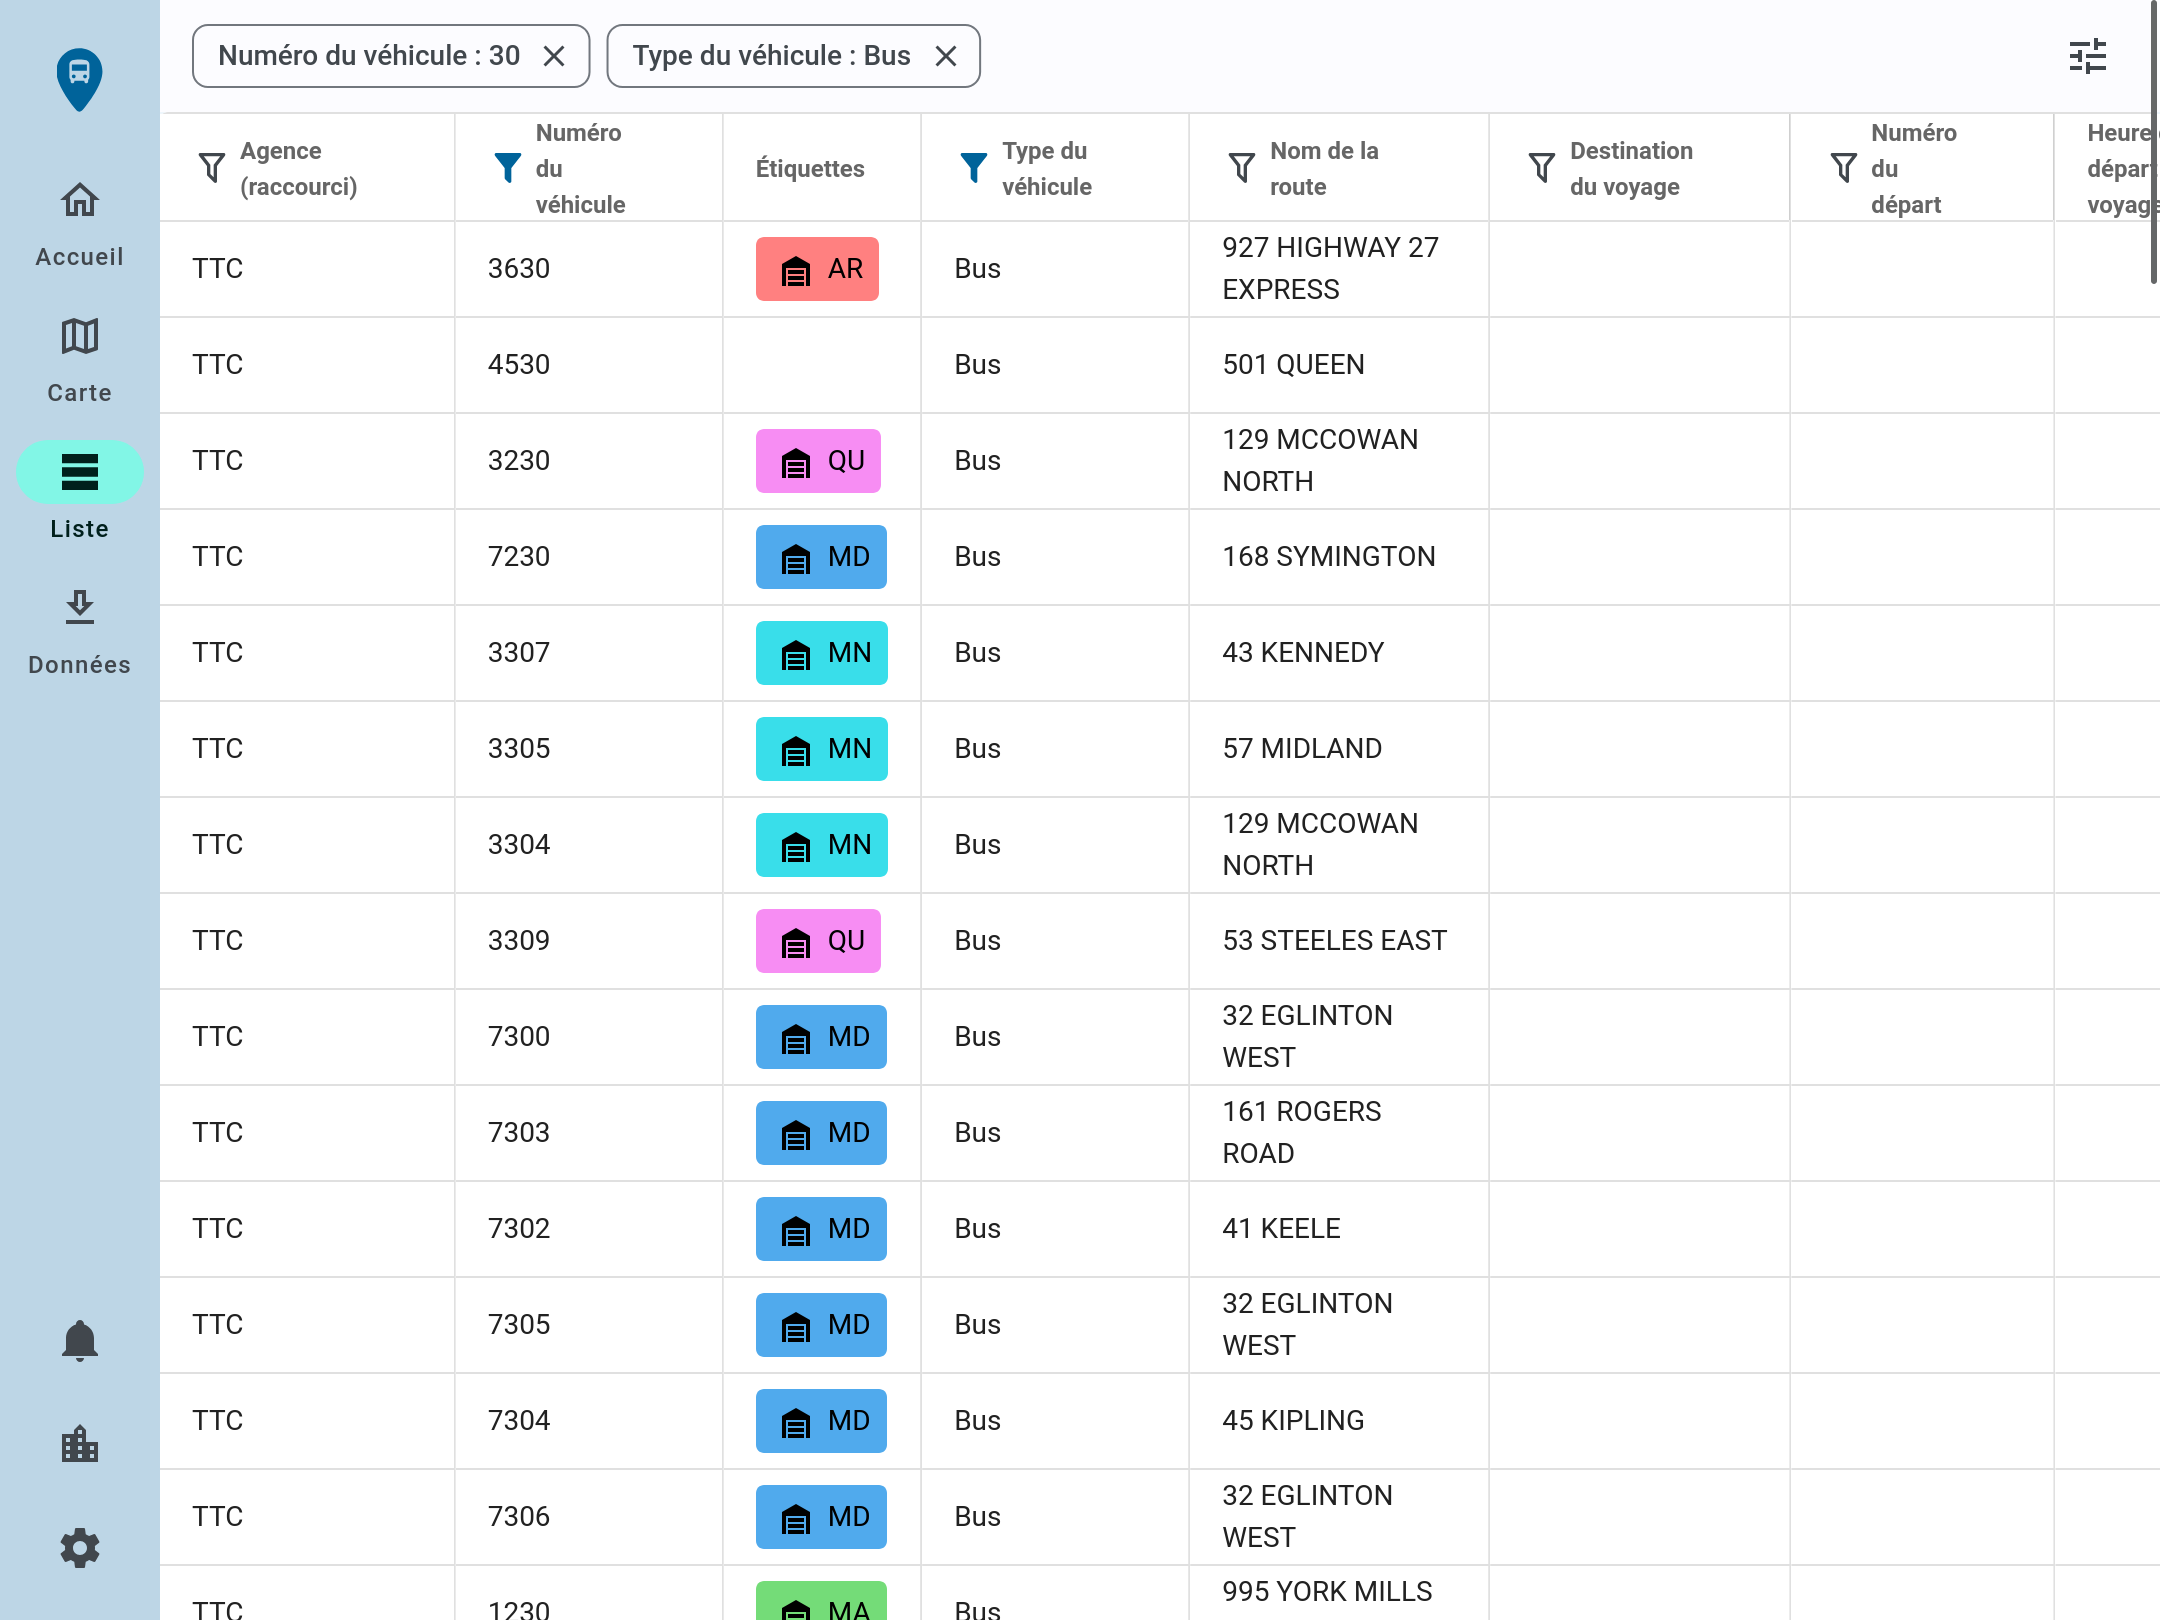 Numéro du véhicule : 30
Type du véhicule : Bus
Agence
(raccourci)
Numéro
du
véhicule
Étiquettes
Type du
véhicule
Nom de la
route
Destination
du voyage
Numéro
du
départ
Heure
départ
voyage
Accueil
Carte
Liste
Données
TTC
3630
AR
Bus
927 HIGHWAY 27
EXPRESS
TTC
4530
Bus
501 QUEEN
TTC
3230
QU
Bus
129 MCCOWAN
NORTH
TTC
7230
MD
Bus
168 SYMINGTON
TTC
3307
MN
Bus
43 KENNEDY
TTC
3305
MN
Bus
57 MIDLAND
TTC
3304
MN
Bus
129 MCCOWAN
NORTH
TTC
3309
QU
Bus
53 STEELES EAST
TTC
7300
MD
Bus
32 EGLINTON
WEST
TTC
7303
MD
Bus
161 ROGERS
ROAD
TTC
7302
MD
Bus
41 KEELE
TTC
7305
MD
Bus
32 EGLINTON
WEST
TTC
7304
MD
Bus
45 KIPLING
TTC
7306
MD
Bus
32 EGLINTON
WEST
TTC
1230
MA
Bus
995 YORK MILLS